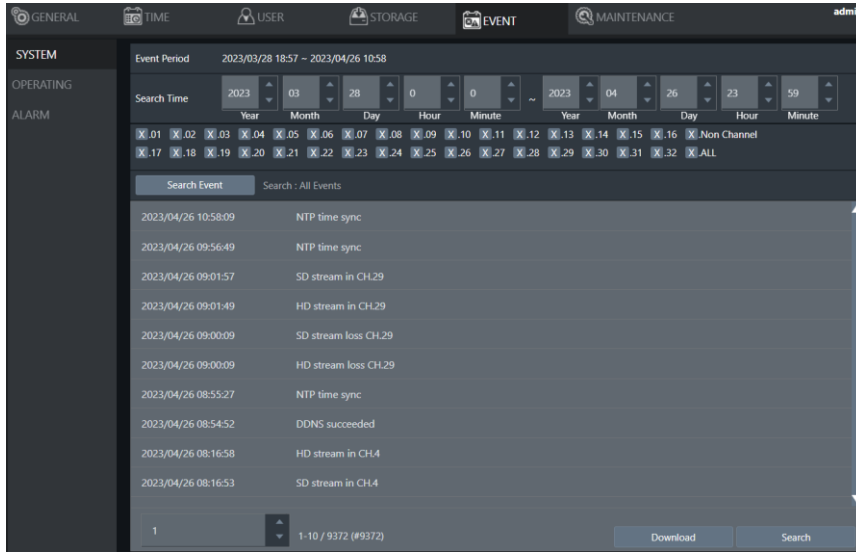 GENERAL TIME USER STORAGE EVENT MAINTENANCE
SYSTEM
OPERATING
ALARM
Event Period 2023/03/28 18:57 ~ 2023/04/26 10:58
Search Time 2023 03 28 0 0 ~ 2023 04 26 23 59
Year Month Day Hour Minute Year Month Day Hour Minute
X .01 X .02 X .03 X .04 X .05 X .06 X .07 X .08 X .09 X .10 X .11 X .12 X .13 X .14 X .15 X .16 X .Non Channel
X .17 X .18 X .19 X .20 X .21 X .22 X .23 X .24 X .25 X .26 X .27 X .28 X .29 X .30 X .31 X .32 X .ALL
Search Event Search : All Events
2023/04/26 10:58:09 NTP time sync
2023/04/26 09:56:49 NTP time sync
2023/04/26 09:01:57 SD stream in CH.29
2023/04/26 09:01:49 HD stream in CH.29
2023/04/26 09:00:09 SD stream loss CH.29
2023/04/26 09:00:09 HD stream loss CH.29
2023/04/26 08:55:27 NTP time sync
2023/04/26 08:54:52 DDNS succeeded
2023/04/26 08:16:58 HD stream in CH.4
2023/04/26 08:16:53 SD stream in CH.4
1 1-10 / 9372 (#9372) Download Search